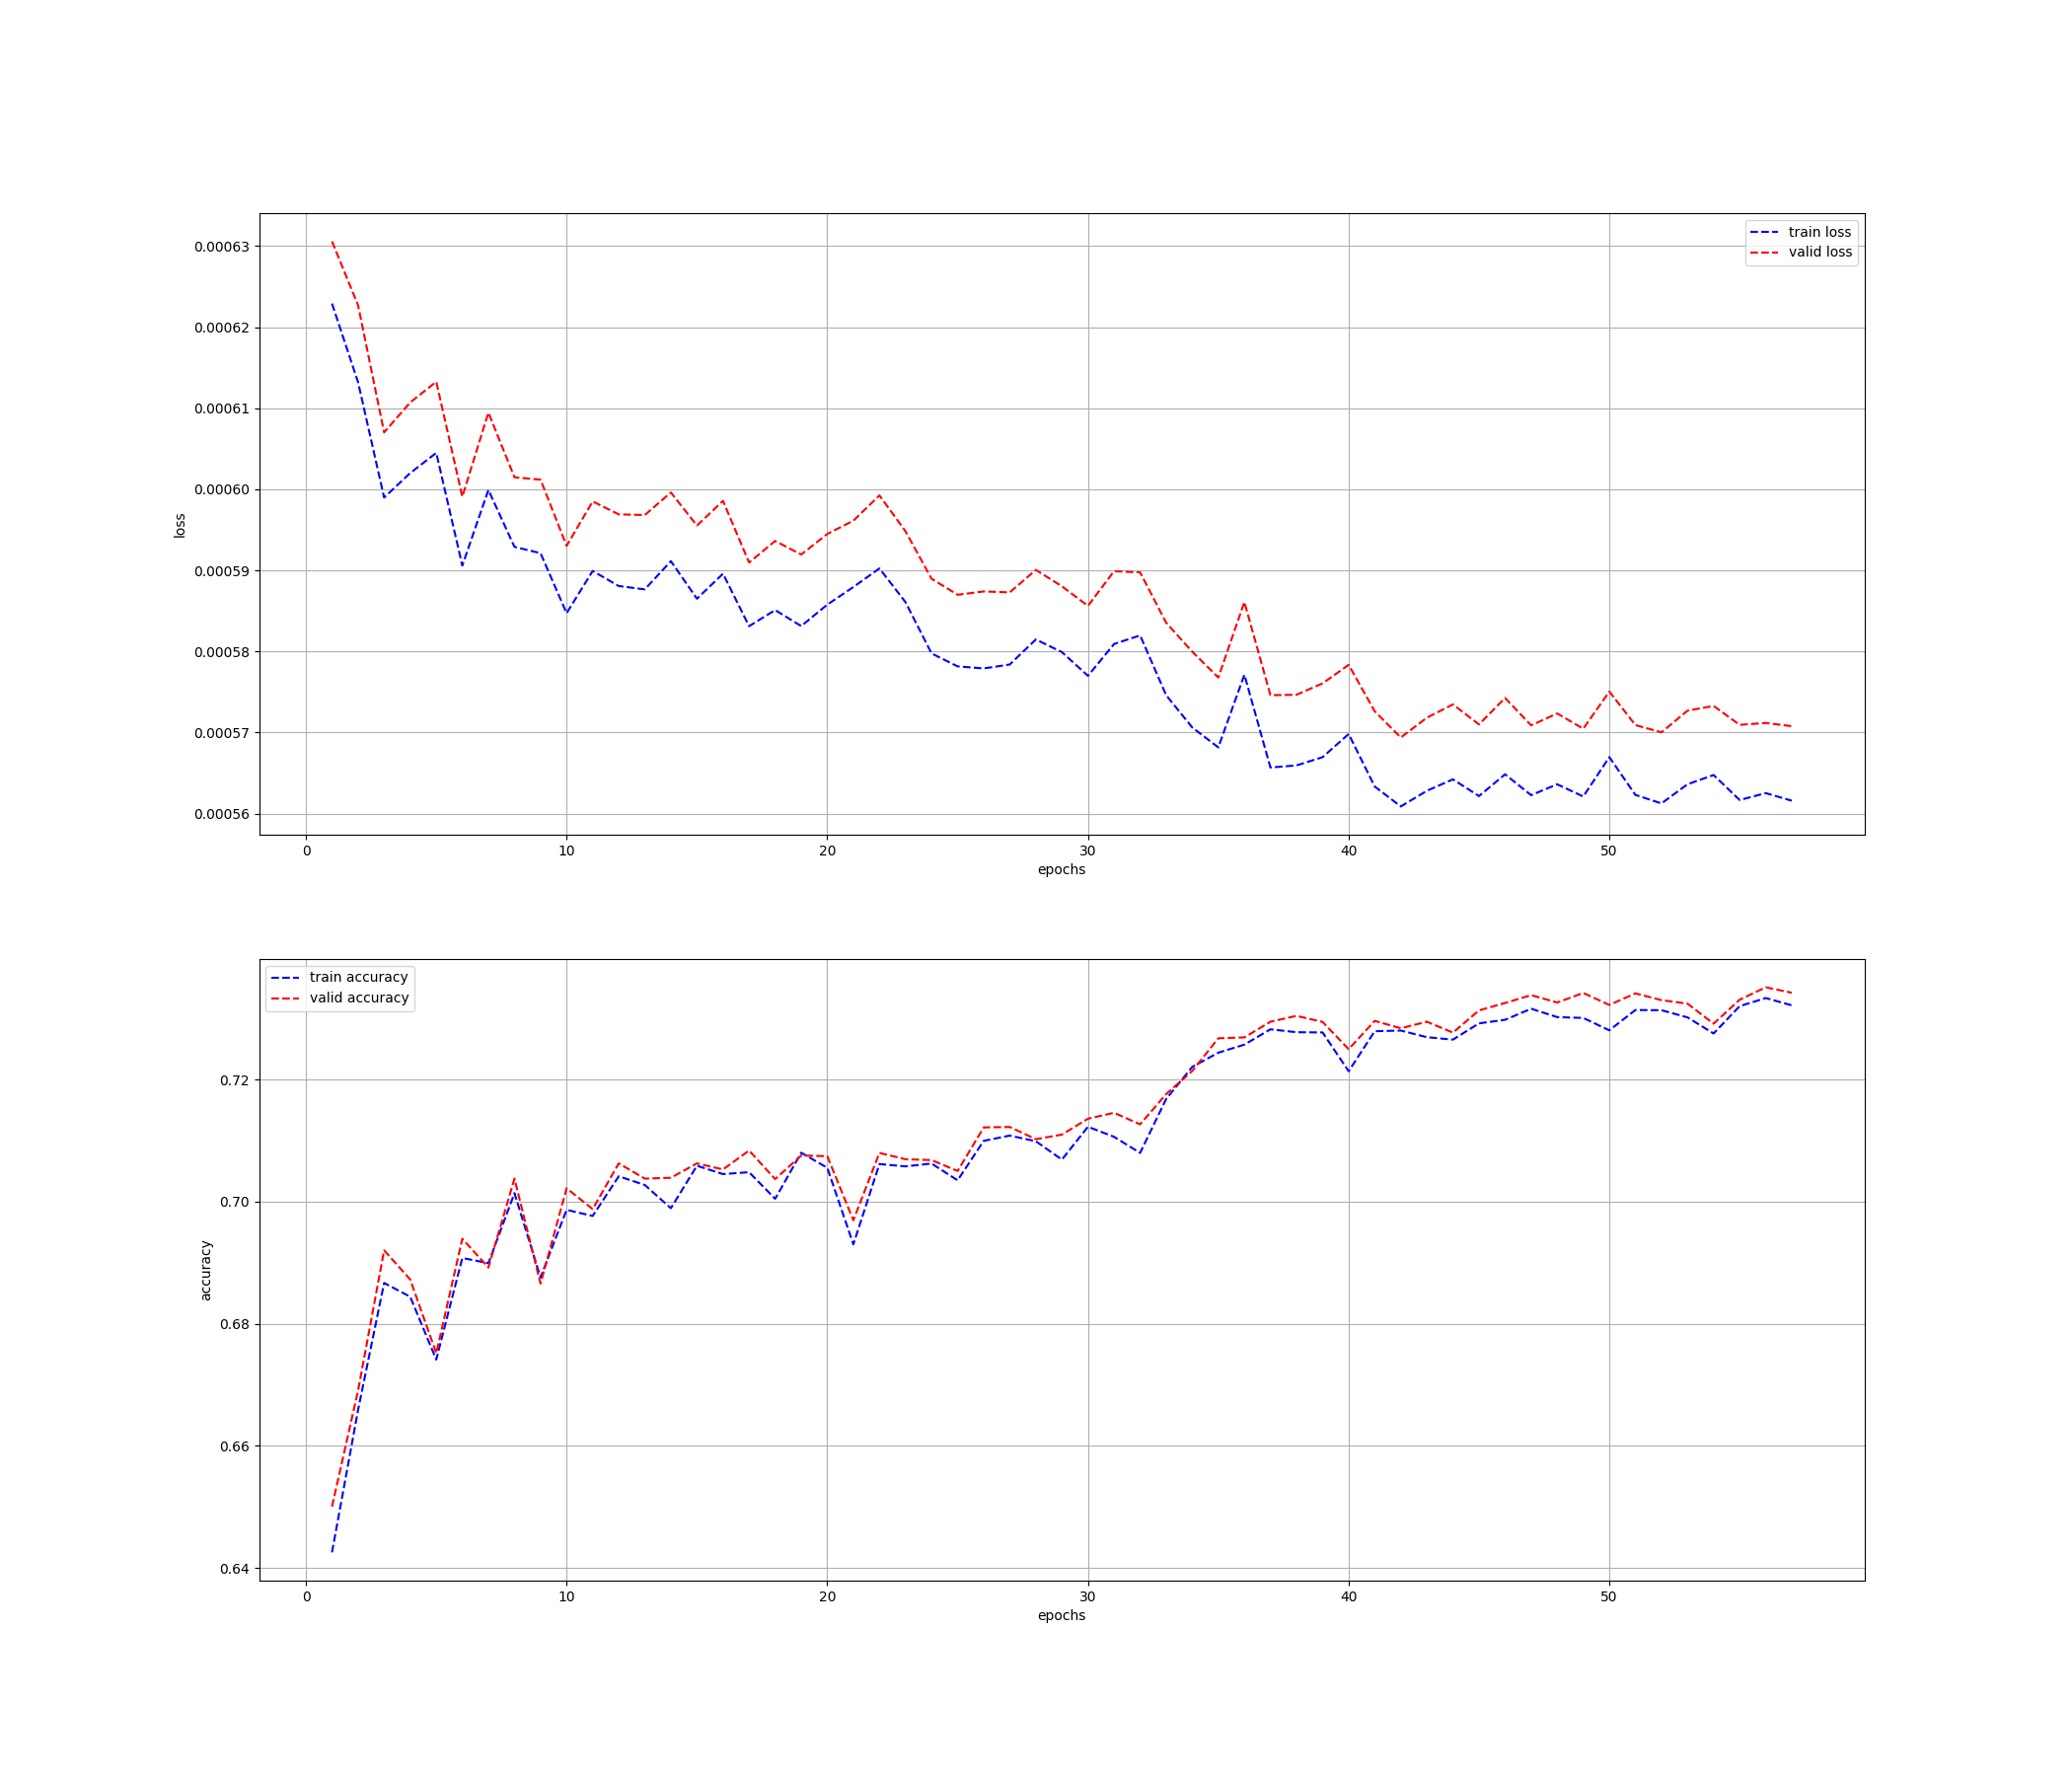 train loss
valid loss
0.00063
0.00062
0.00061
0.00060
0.00059
0.00058
0.00057
0.00056
loss
0 10 20 30 40 50
epochs
train accuracy
valid accuracy
0.72
0.70
0.68
0.66
0.64
accuracy
0 10 20 30 40 50
epochs